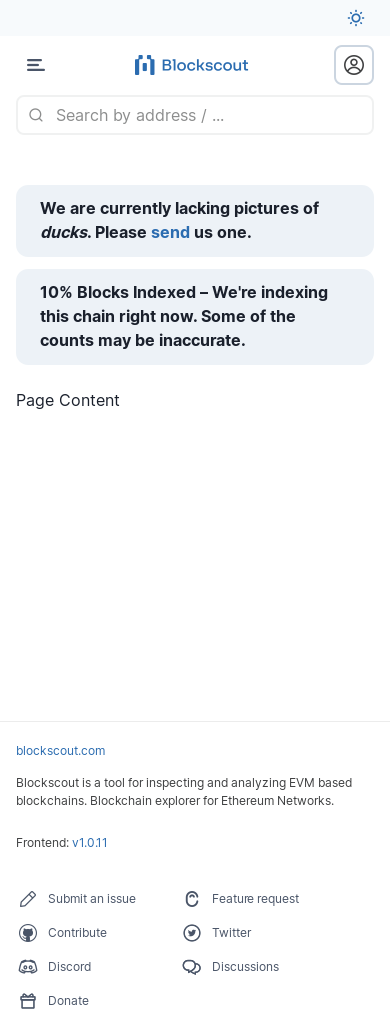 Blockscout
Search by address / ...
We are currently lacking pictures of
ducks. Please send us one.
10% Blocks Indexed – We're indexing
this chain right now. Some of the
counts may be inaccurate.
Page Content
blockscout.com
Blockscout is a tool for inspecting and analyzing EVM based
blockchains. Blockchain explorer for Ethereum Networks.
Frontend: v1.0.11
Submit an issue
Feature request
Contribute
Twitter
Discord
Discussions
Donate